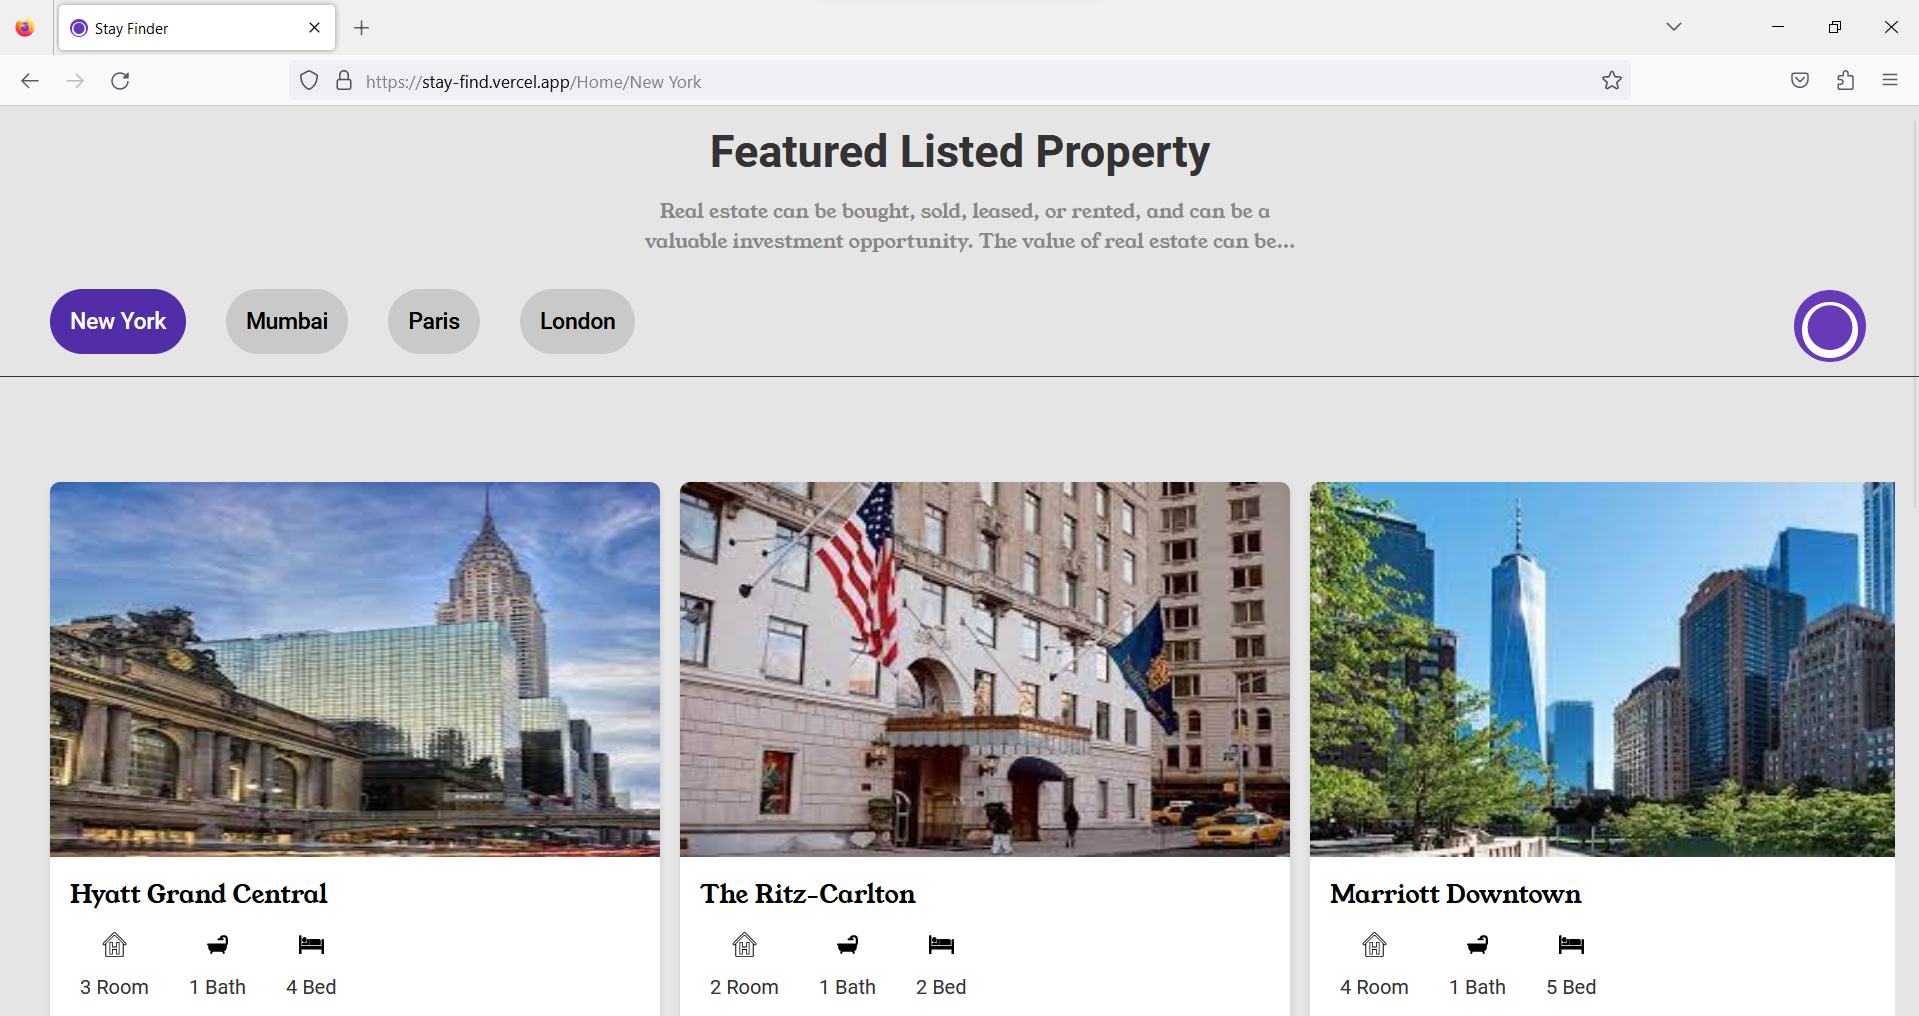 Stay Finder
https://stay-find.vercel.app/Home/New York
Featured Listed Property
Real estate can be bought, sold, leased, or rented, and can be a
valuable investment opportunity. The value of real estate can be...
New York
Mumbai
Paris
London
Hyatt Grand Central
3 Room
1 Bath
4 Bed
The Ritz-Carlton
2 Room
1 Bath
2 Bed
Marriott Downtown
4 Room
1 Bath
5 Bed